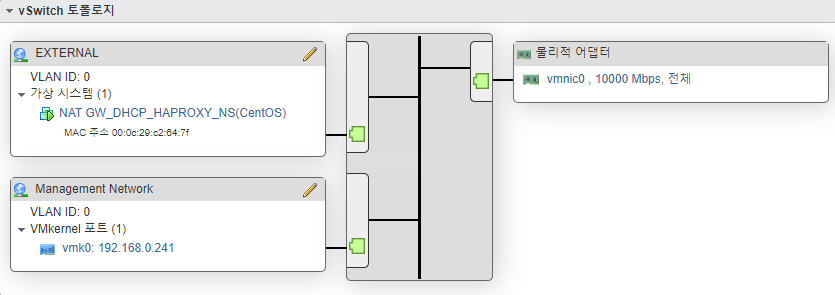 vSwitch 토폴로지
EXTERNAL
VLAN ID: 0
가상 시스템 (1)
NAT GW_DHCP_HAPROXY_NS(CentOS)
MAC 주소 00:0c:29:c2:64:7f
Management Network
VLAN ID: 0
VMkernel 포트 (1)
vmk0: 192.168.0.241
물리적 어댑터
vmnic0 , 10000 Mbps, 전체